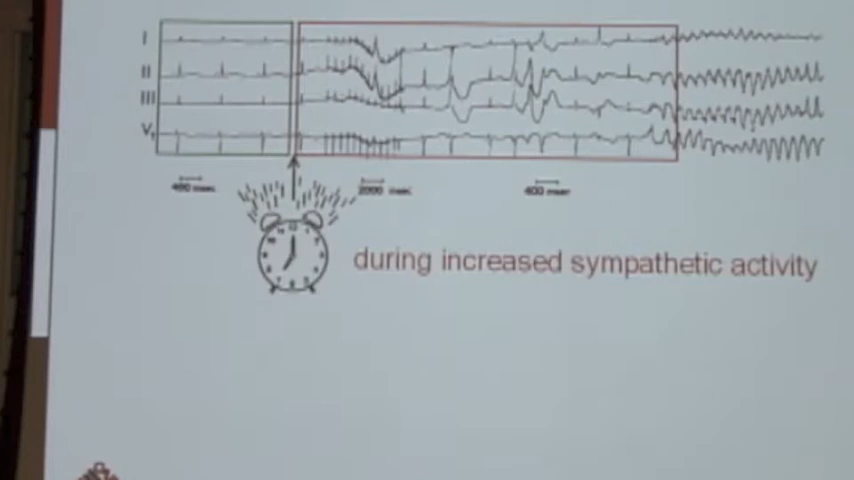 I
II
III
V1
400 msec
2000 msec
400 msec
during increased sympathetic activity